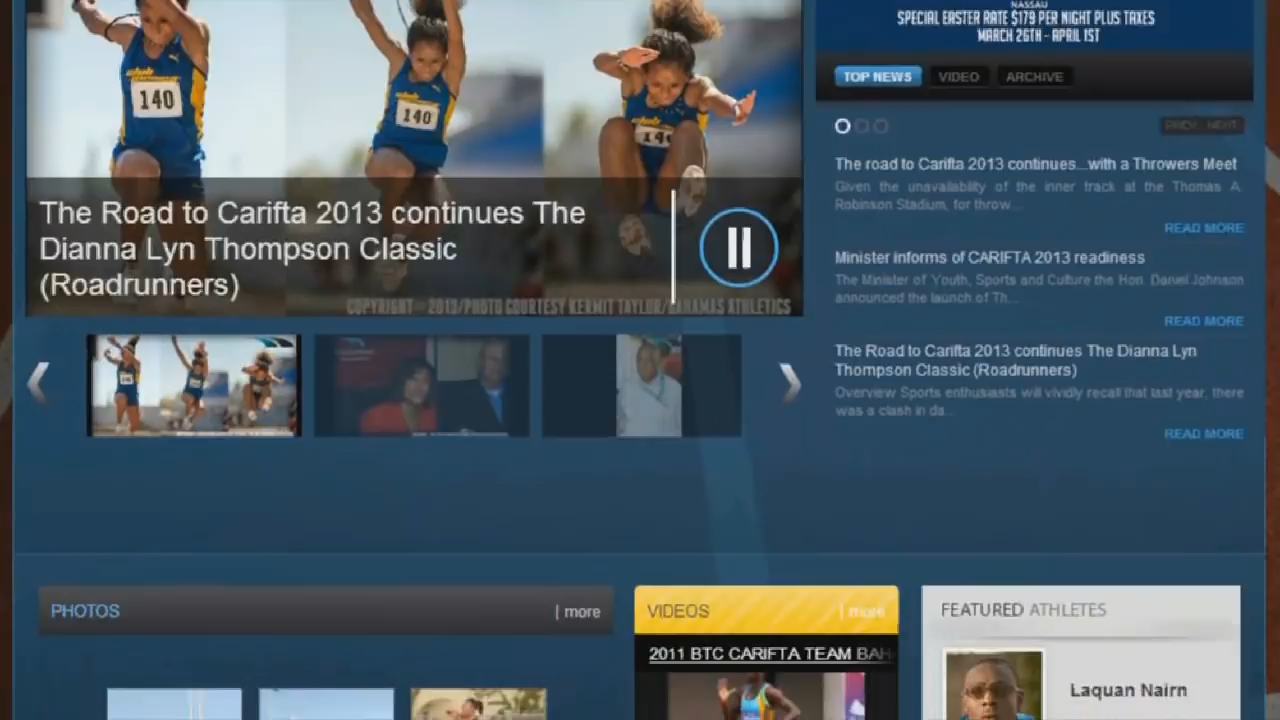 NASSAU
SPECIAL EASTER RATE $179 PER NIGHT PLUS TAXES
MARCH 26TH - APRIL 1ST
140
140
140
TOP NEWS
VIDEO
ARCHIVE
PREV NEXT
The Road to Carifta 2013 continues The
Dianna Lyn Thompson Classic
(Roadrunners)
COPYRIGHT - 2013/PHOTO COURTESY KERMIT TAYLOR/BAHAMAS ATHLETICS
The road to Carifta 2013 continues...with a Throwers Meet
Given the unavailability of the inner track at the Thomas A.
Robinson Stadium, for throw...
READ MORE
Minister informs of CARIFTA 2013 readiness
The Minister of Youth, Sports and Culture the Hon. Daniel Johnson
announced the launch of Th...
READ MORE
The Road to Carifta 2013 continues The Dianna Lyn
Thompson Classic (Roadrunners)
Overview Sports enthusiasts will vividly recall that last year, there
was a clash in da...
READ MORE
PHOTOS
| more
VIDEOS
| more
2011 BTC CARIFTA TEAM BAH
FEATURED ATHLETES
Laquan Nairn